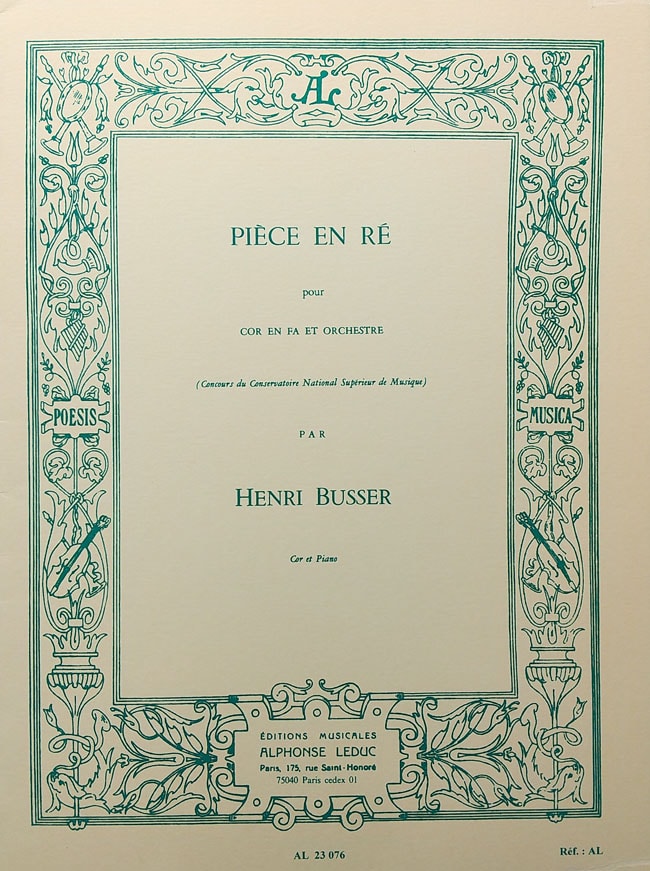 AL
PIÈCE EN RÉ
pour
COR EN FA ET ORCHESTRE
(Concours du Conservatoire National Supérieur de Musique)
PAR
POESIS
MUSICA
HENRI BUSSER
Cor et Piano
ÉDITIONS MUSICALES
ALPHONSE LEDUC
Paris, 175, rue Saint-Honoré
75040 Paris cedex 01
AL 23 076
Réf. : AL